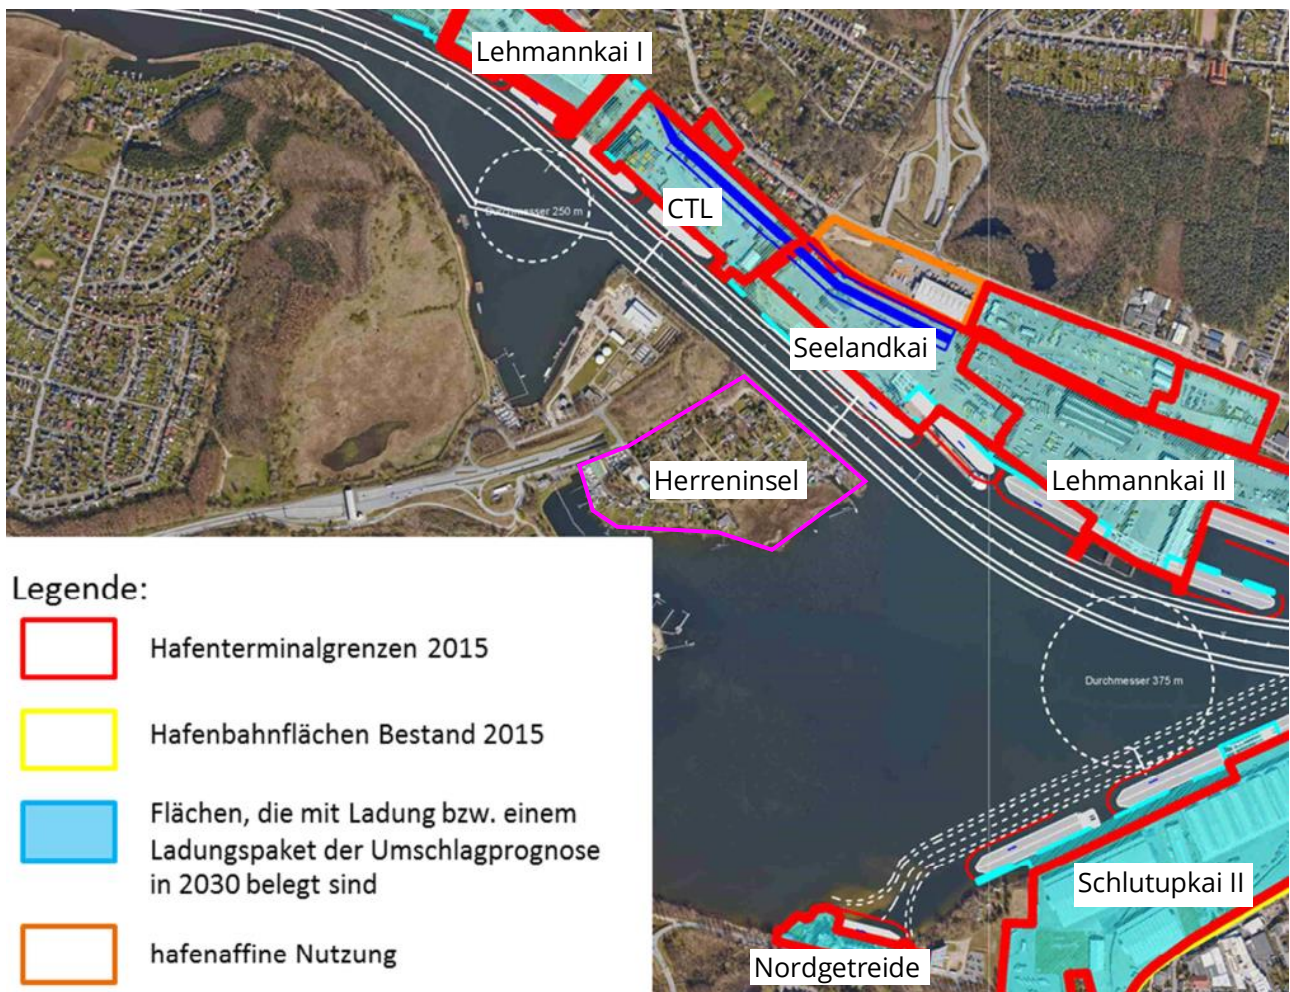 Lehmannkai I
CTL
Durchmesser 250 m
Seelandkai
Herreninsel
Lehmannkai II
Durchmesser 375 m
Schlutupkai II
Nordgetreide
Legende:
Hafenterminalgrenzen 2015
Hafenbahnflächen Bestand 2015
Flächen, die mit Ladung bzw. einem
Ladungspaket der Umschlagprognose
in 2030 belegt sind
hafenaffine Nutzung